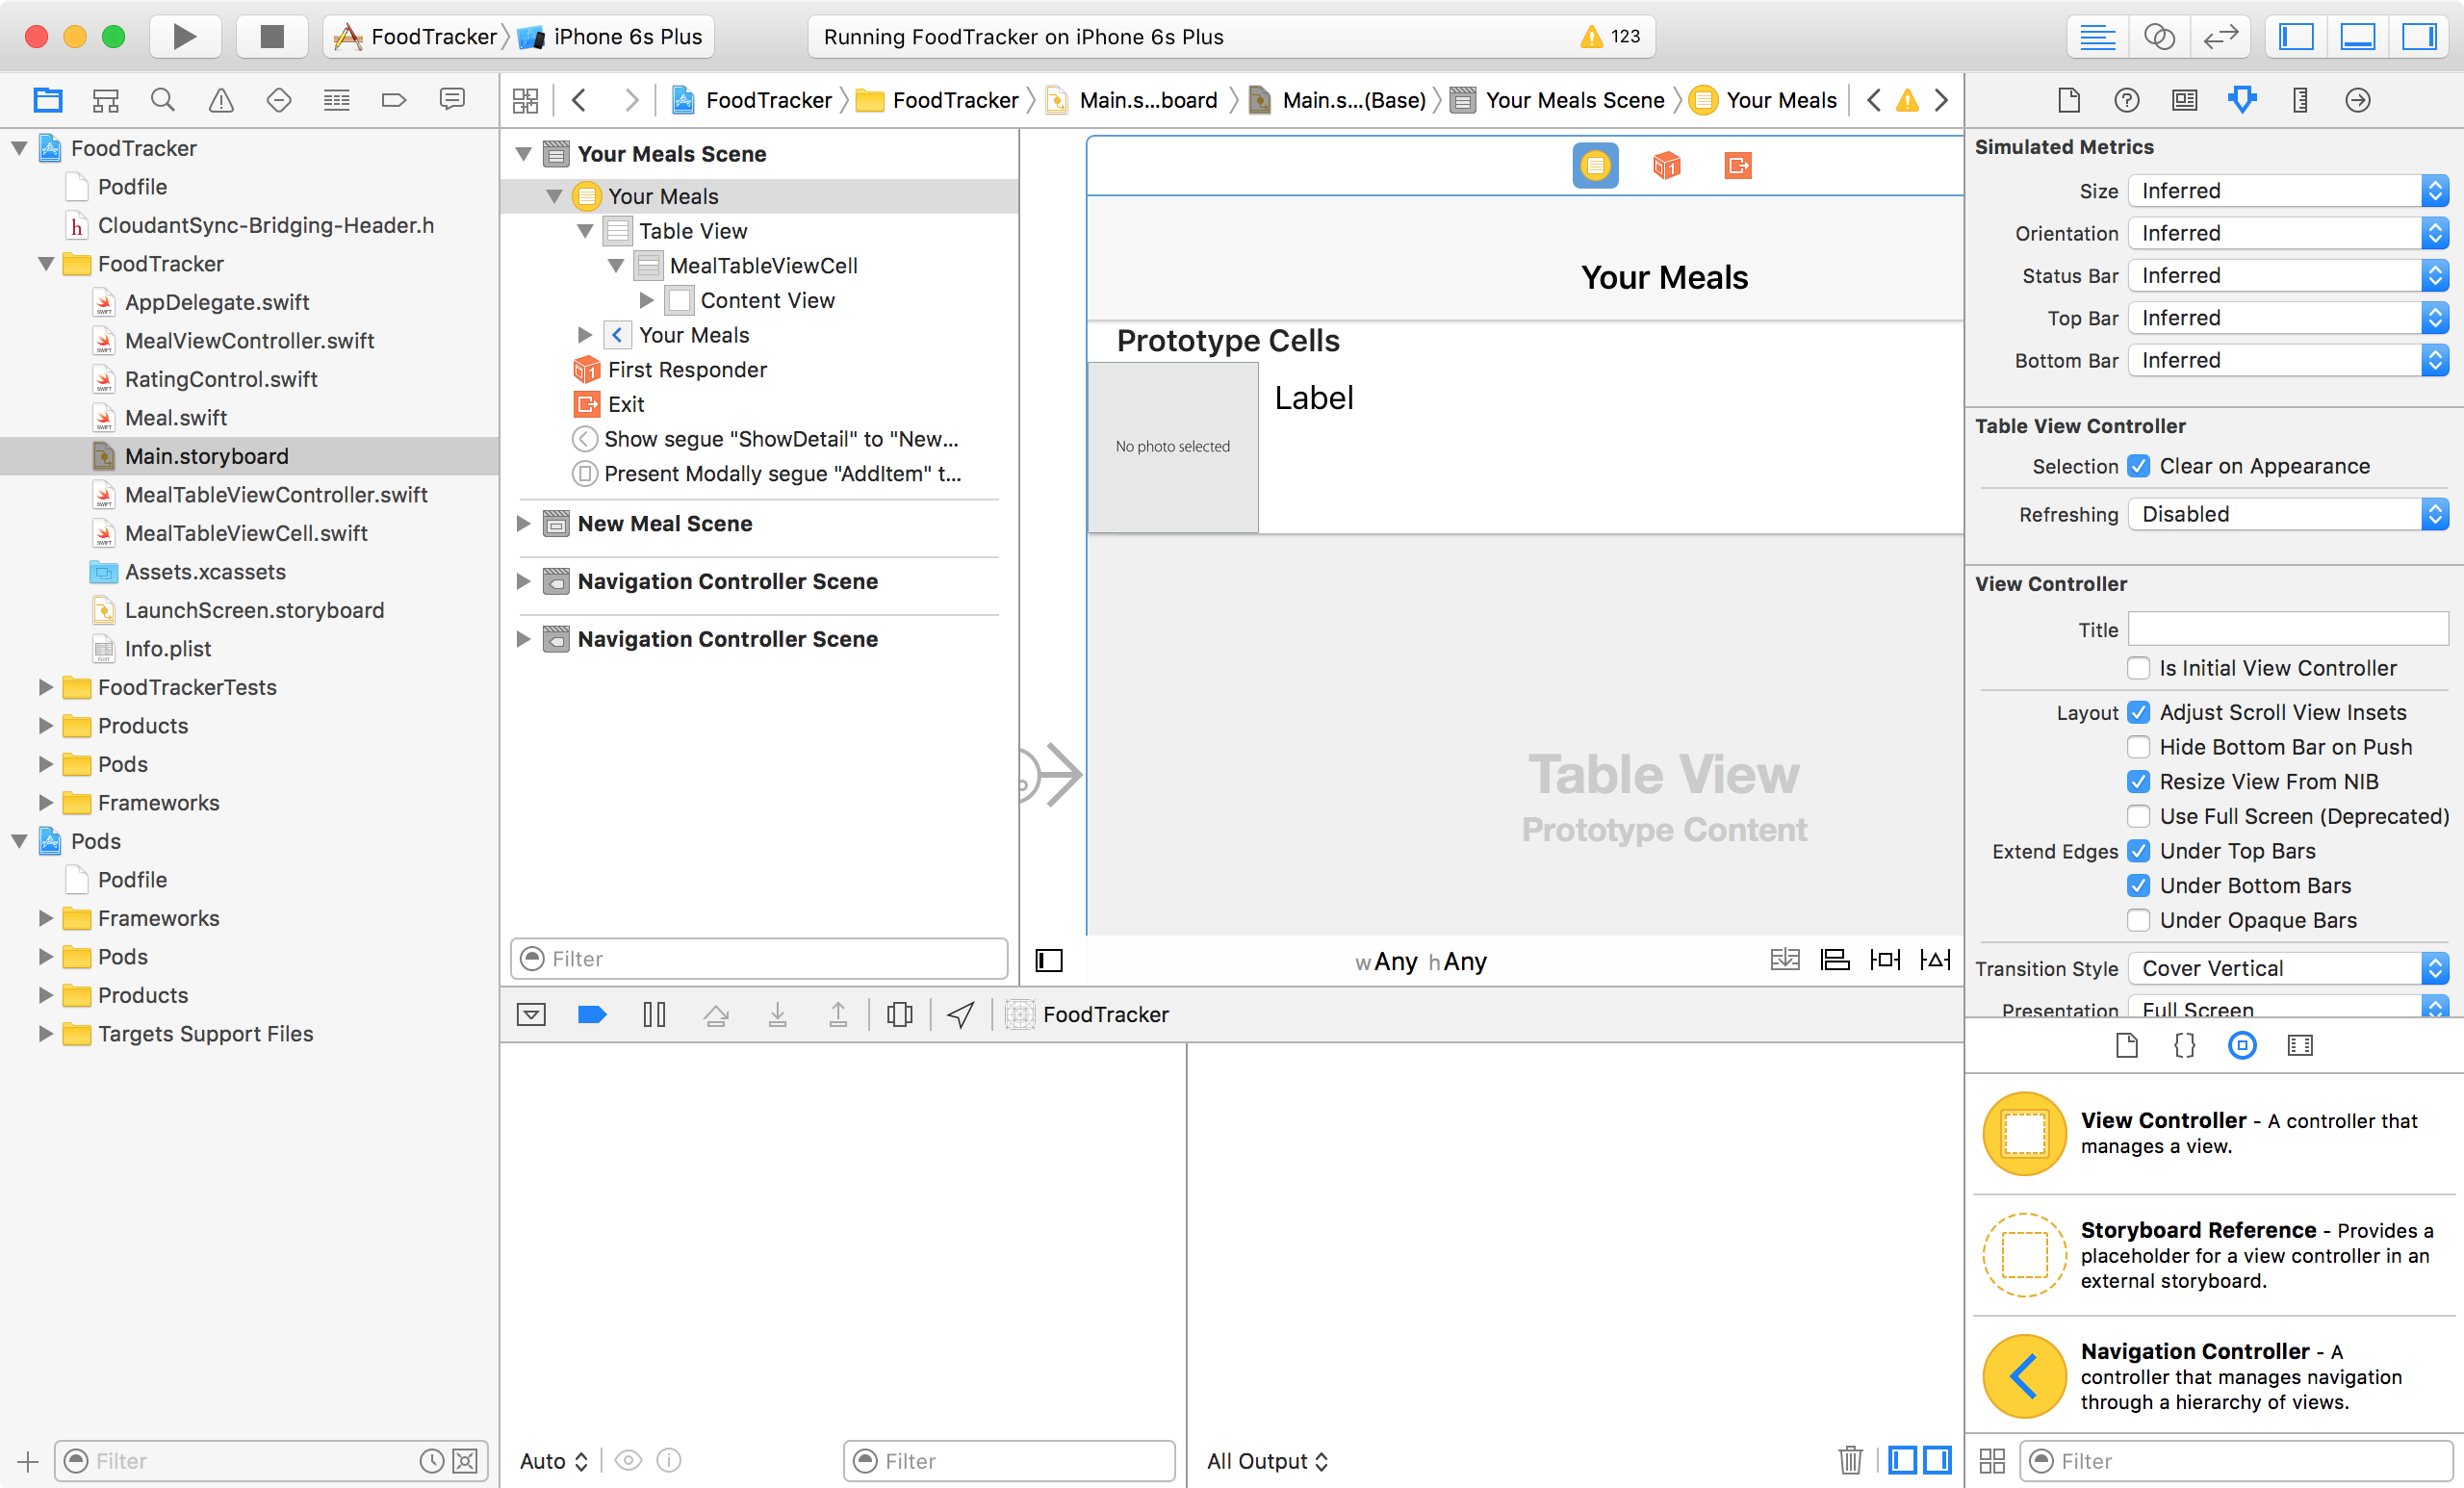 FoodTracker iPhone 6s Plus
Running FoodTracker on iPhone 6s Plus
123
FoodTracker
Podfile
CloudantSync-Bridging-Header.h
FoodTracker
AppDelegate.swift
MealViewController.swift
RatingControl.swift
Meal.swift
Main.storyboard
MealTableViewController.swift
MealTableViewCell.swift
Assets.xcassets
LaunchScreen.storyboard
Info.plist
FoodTrackerTests
Products
Pods
Frameworks
Pods
Podfile
Frameworks
Pods
Products
Targets Support Files
Filter
FoodTracker FoodTracker Main.s...board Main.s...(Base) Your Meals Scene Your Meals
Your Meals Scene
Your Meals
Table View
MealTableViewCell
Content View
Your Meals
First Responder
Exit
Show segue "ShowDetail" to "New...
Present Modally segue "AddItem" t...
New Meal Scene
Navigation Controller Scene
Navigation Controller Scene
Filter
Your Meals
Prototype Cells
No photo selected
Label
Table View
Prototype Content
w Any h Any
FoodTracker
Auto
Filter
All Output
Simulated Metrics
Size Inferred
Orientation Inferred
Status Bar Inferred
Top Bar Inferred
Bottom Bar Inferred
Table View Controller
Selection Clear on Appearance
Refreshing Disabled
View Controller
Title
Is Initial View Controller
Layout Adjust Scroll View Insets
Hide Bottom Bar on Push
Resize View From NIB
Use Full Screen (Deprecated)
Extend Edges Under Top Bars
Under Bottom Bars
Under Opaque Bars
Transition Style Cover Vertical
Presentation Full Screen
View Controller - A controller that
manages a view.
Storyboard Reference - Provides a
placeholder for a view controller in an
external storyboard.
Navigation Controller - A
controller that manages navigation
through a hierarchy of views.
Filter